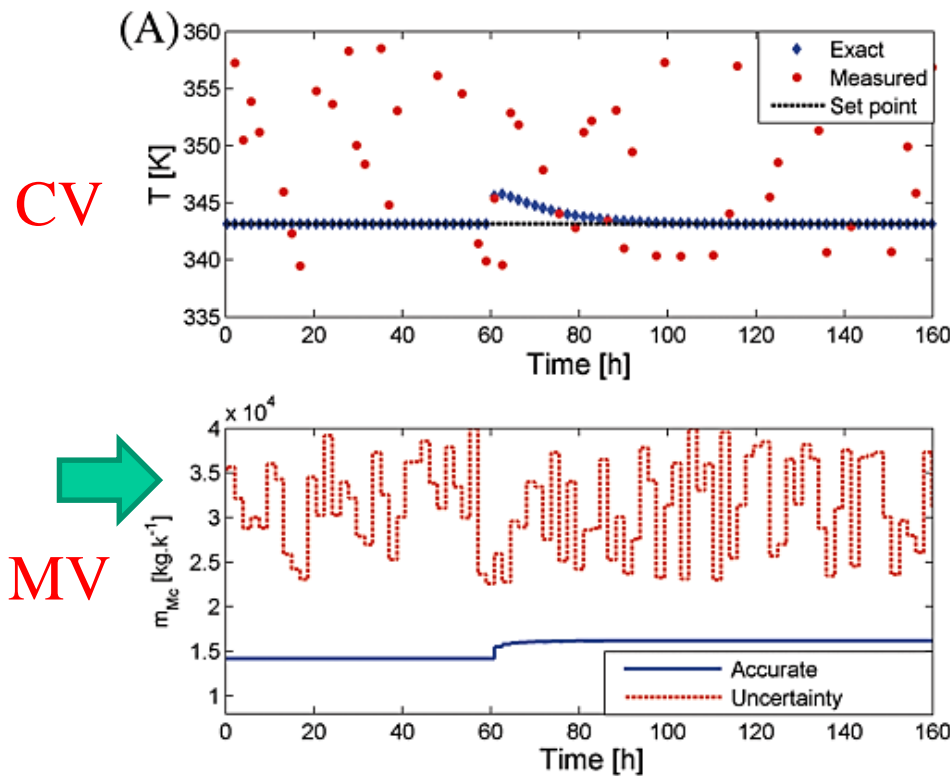 (A)
360
355
350
345
340
335
T [K]
CV
Exact
Measured
Set point
0 20 40 60 80 100 120 140 160
Time [h]
x 10⁴
4
3.5
3
2.5
2
1.5
1
m_Mc [kg.k⁻¹]
MV
Accurate
Uncertainty
0 20 40 60 80 100 120 140 160
Time [h]